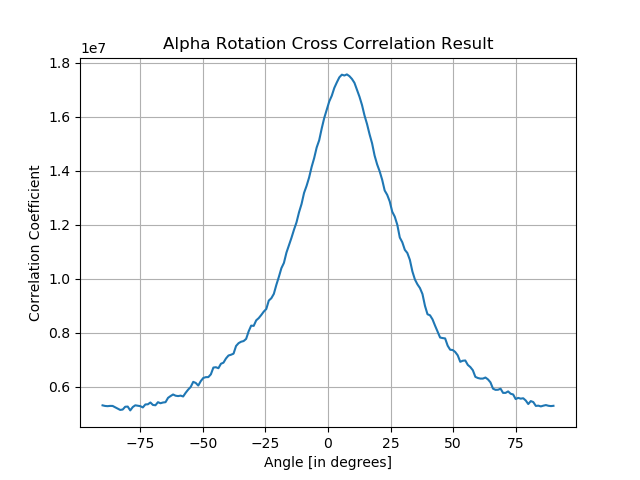 Alpha Rotation Cross Correlation Result
1e7
1.8
1.6
1.4
1.2
1.0
0.8
0.6
Correlation Coefficient
−75 −50 −25 0 25 50 75
Angle [in degrees]